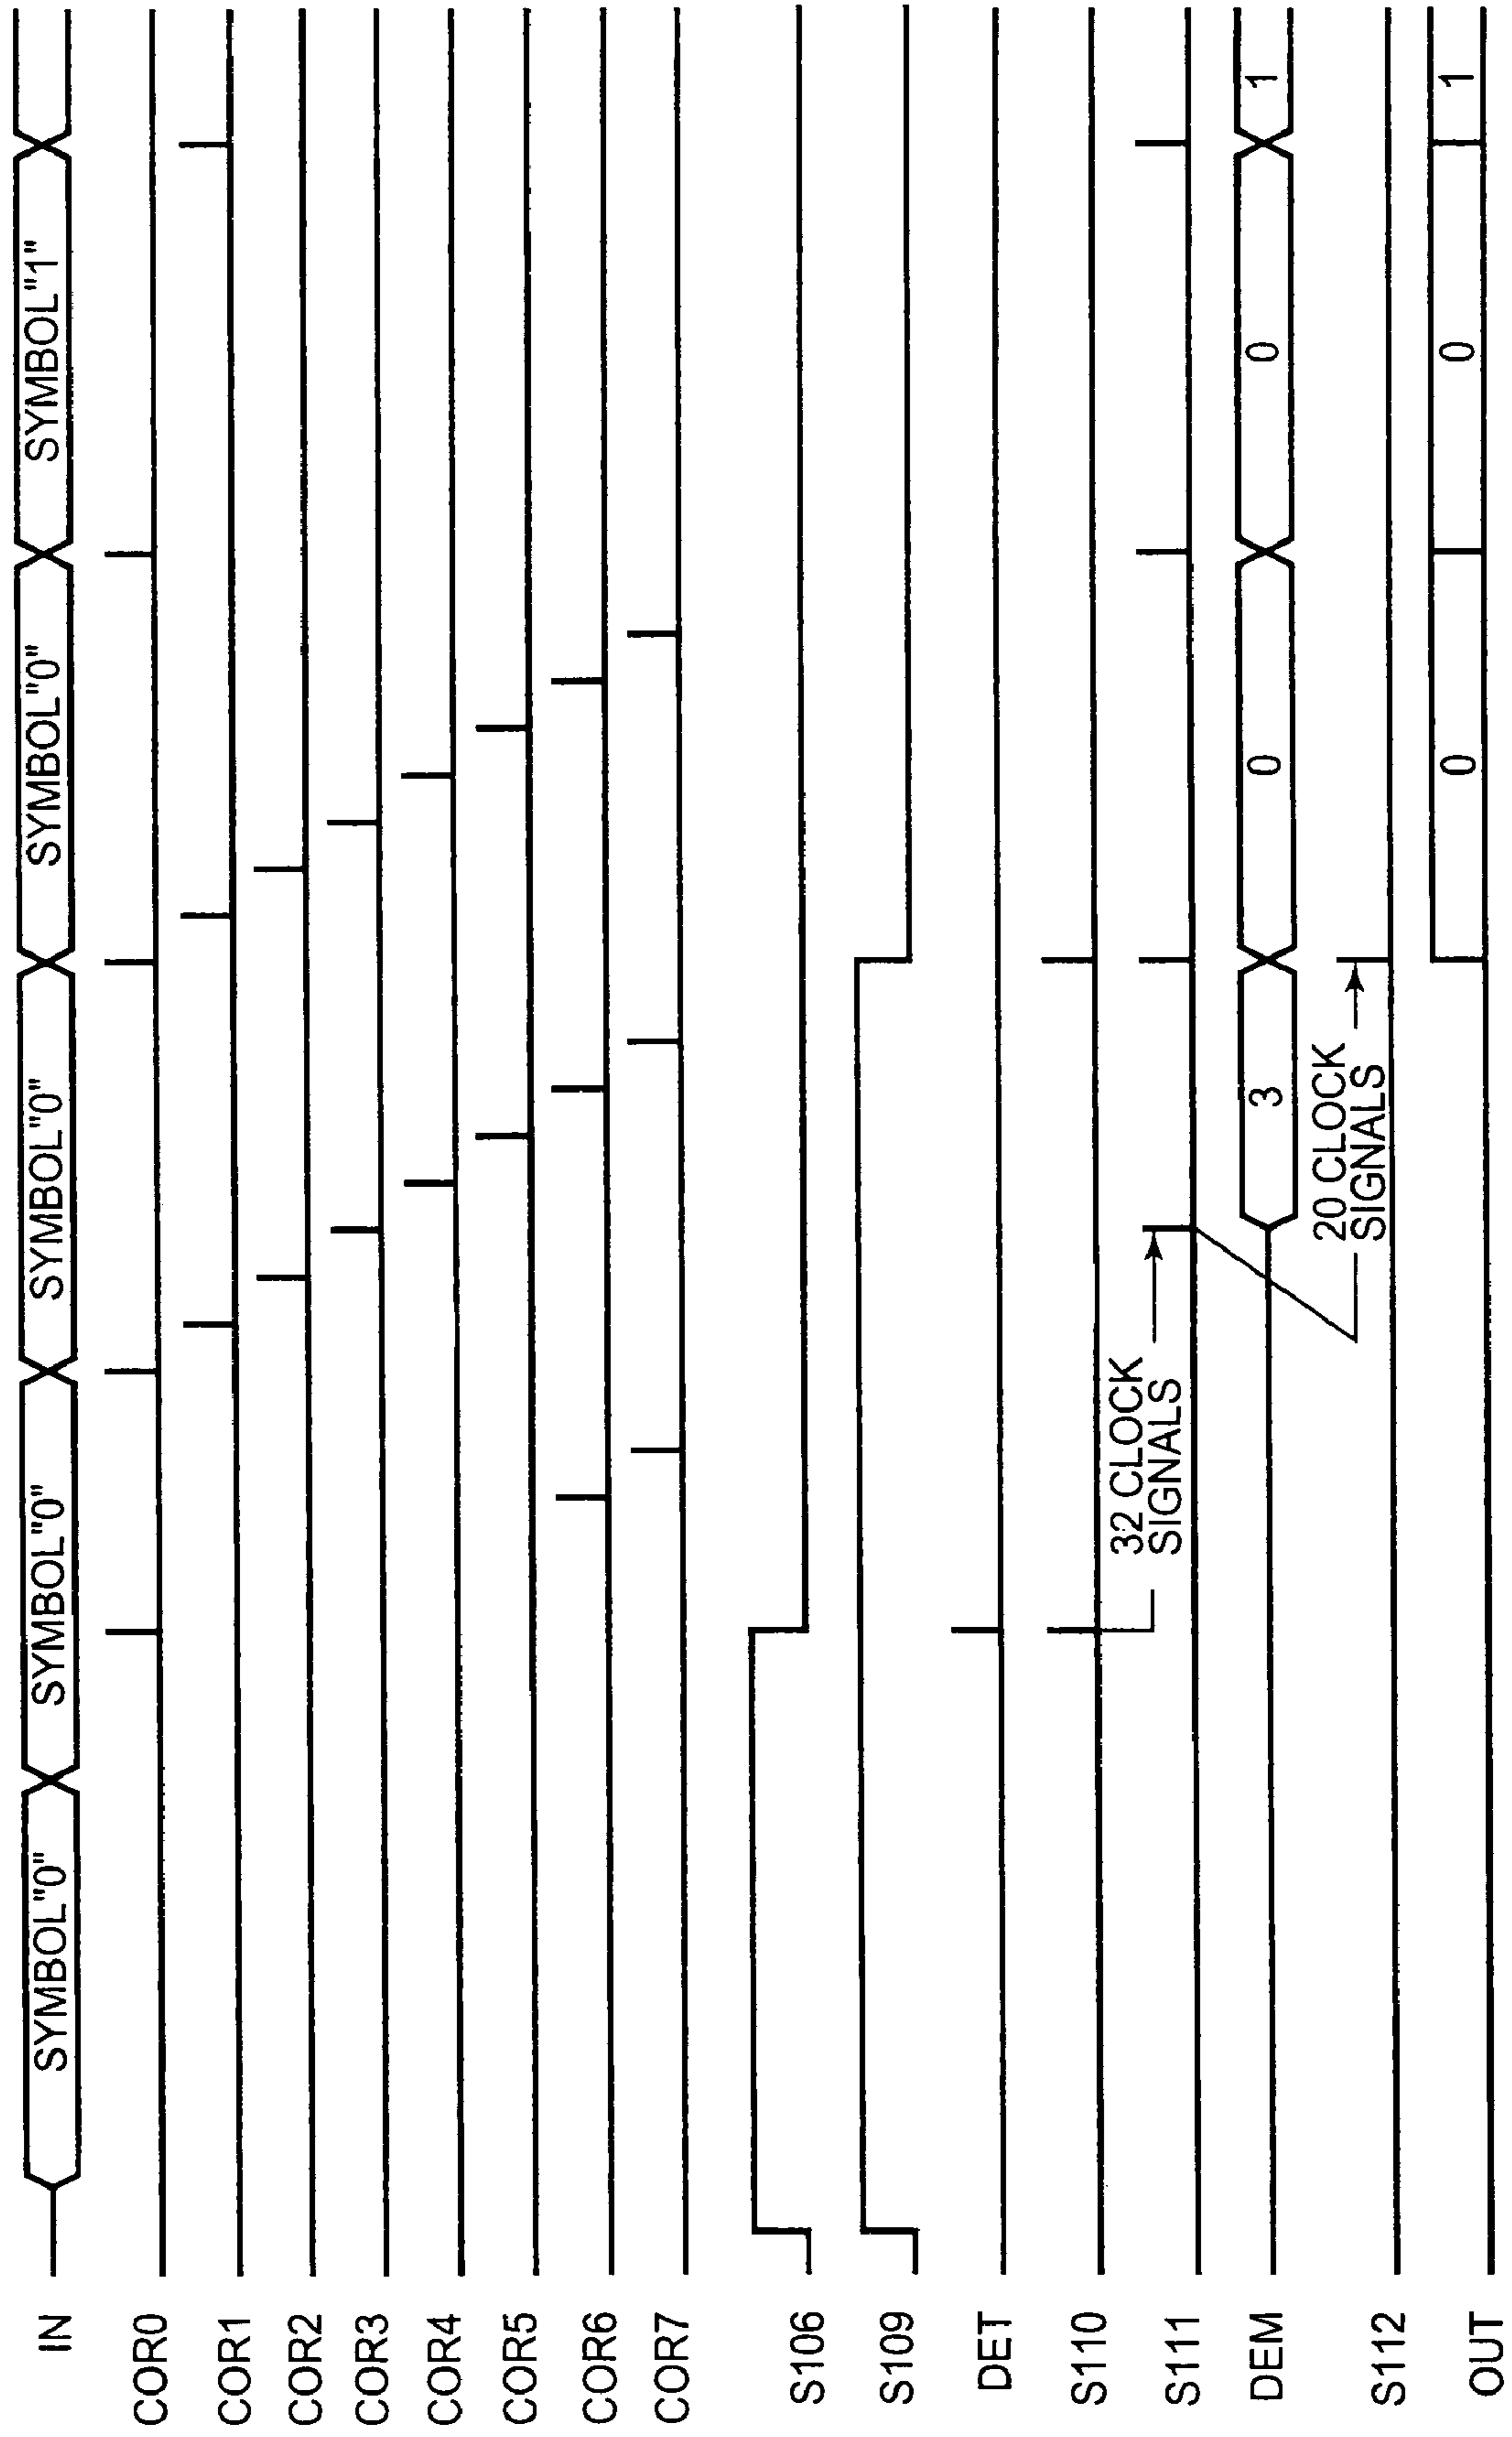 IN
SYMBOL"0"
SYMBOL"0"
SYMBOL"0"
SYMBOL"0"
SYMBOL"1"
COR0
COR1
COR2
COR3
COR4
COR5
COR6
COR7
S106
S109
DET
S110
32 CLOCK
SIGNALS
S111
DEM
3
0
0
1
20 CLOCK
SIGNALS
S112
OUT
0
0
1